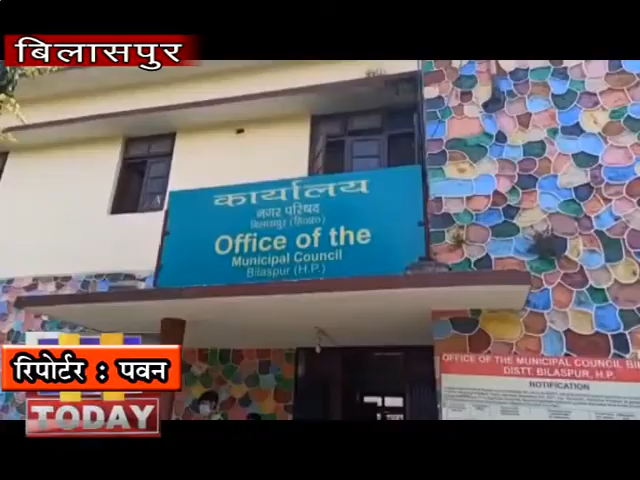 बिलासपुर
कार्यालय
नगर परिषद
बिलासपुर (हि०प्र०)
Office of the
Municipal Council
Bilaspur (H.P.)
OFFICE OF THE MUNICIPAL COUNCIL BI
DISTT. BILASPUR, H.P.
NOTIFICATION
रिपोर्टर : पवन
TODAY